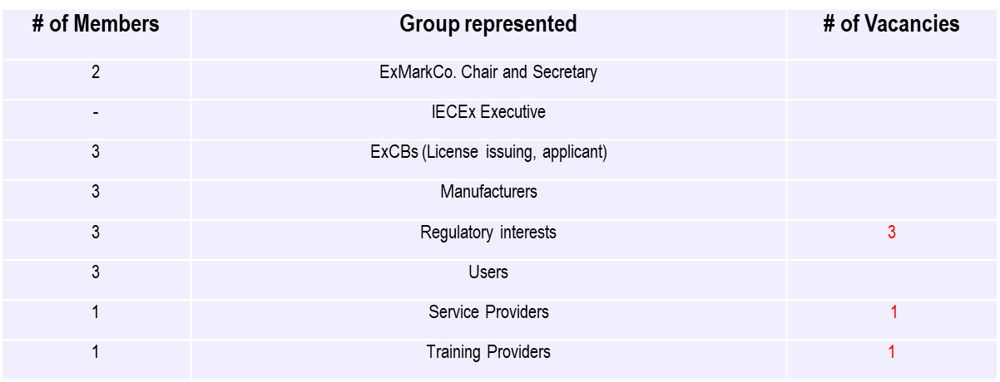 # of Members Group represented # of Vacancies
2 ExMarkCo. Chair and Secretary
- IECEx Executive
3 ExCBs (License issuing, applicant)
3 Manufacturers
3 Regulatory interests 3
3 Users
1 Service Providers 1
1 Training Providers 1